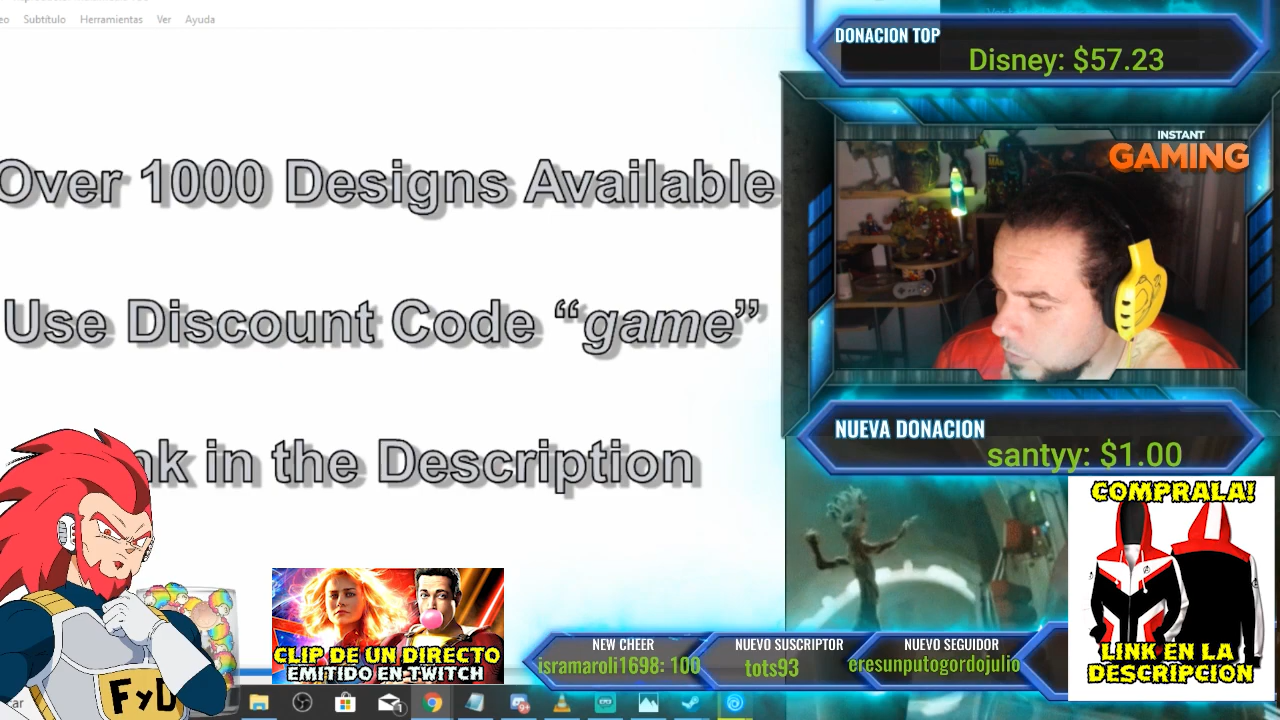 Subtítulo Herramientas Ver Ayuda
Over 1000 Designs Available
Use Discount Code “game”
in the Description
DONACION TOP
Disney: $57.23
INSTANT
GAMING
NUEVA DONACION
santyy: $1.00
COMPRALA!
LINK EN LA
DESCRIPCION
CLIP DE UN DIRECTO
EMITIDO EN TWITCH
NEW CHEER
isramaroli1698: 100
NUEVO SUSCRIPTOR
tots93
NUEVO SEGUIDOR
eresunputogordojulio
FyD